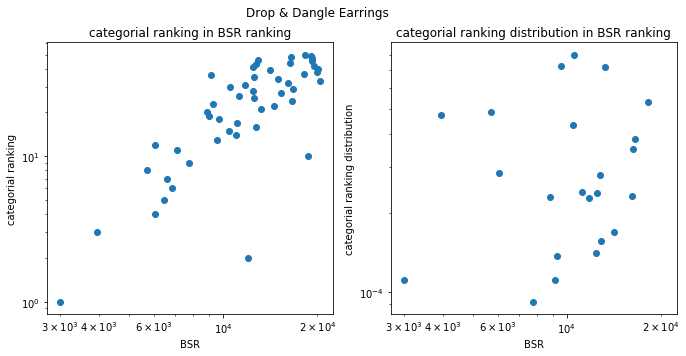 Drop & Dangle Earrings
categorial ranking in BSR ranking
categorial ranking distribution in BSR ranking
categorial ranking
10¹
10⁰
3 × 10³ 4 × 10³ 6 × 10³ 10⁴ 2 × 10⁴
BSR
categorial ranking distribution
10⁻⁴
3 × 10³ 4 × 10³ 6 × 10³ 10⁴ 2 × 10⁴
BSR